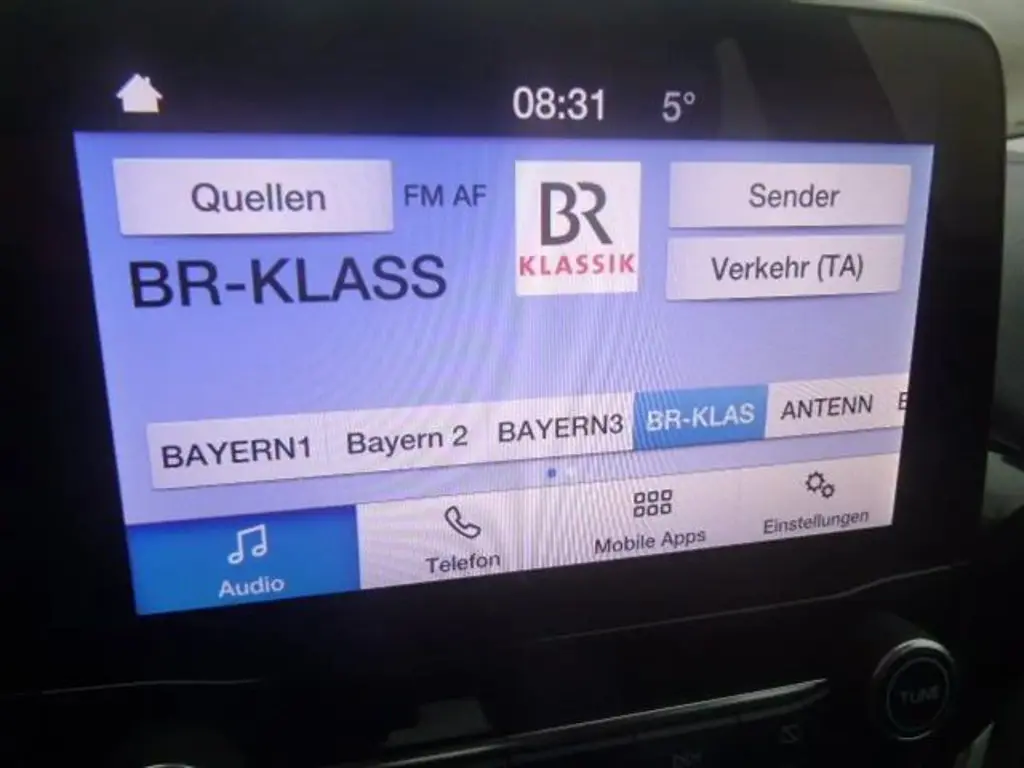 08:31 5°
Quellen FM AF BR KLASSIK Sender
BR-KLASS Verkehr (TA)
BAYERN1 Bayern 2 BAYERN3 BR-KLAS ANTENN
Audio Telefon Mobile Apps Einstellungen
TUNE